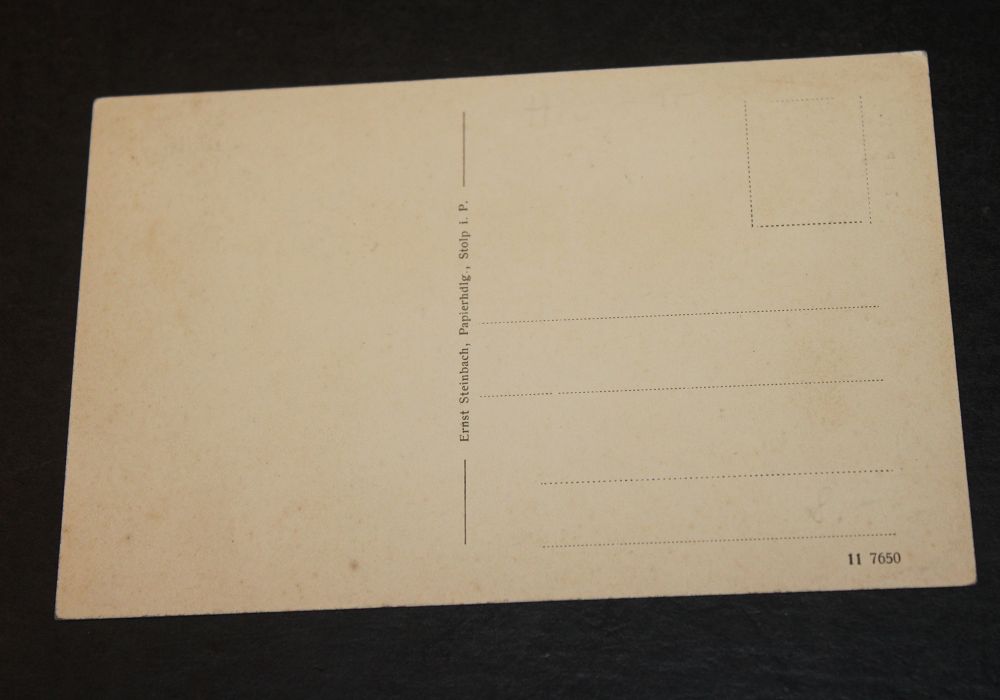 Ernst Steinbach, Papierhdlg., Stolp i. P.
11 7650